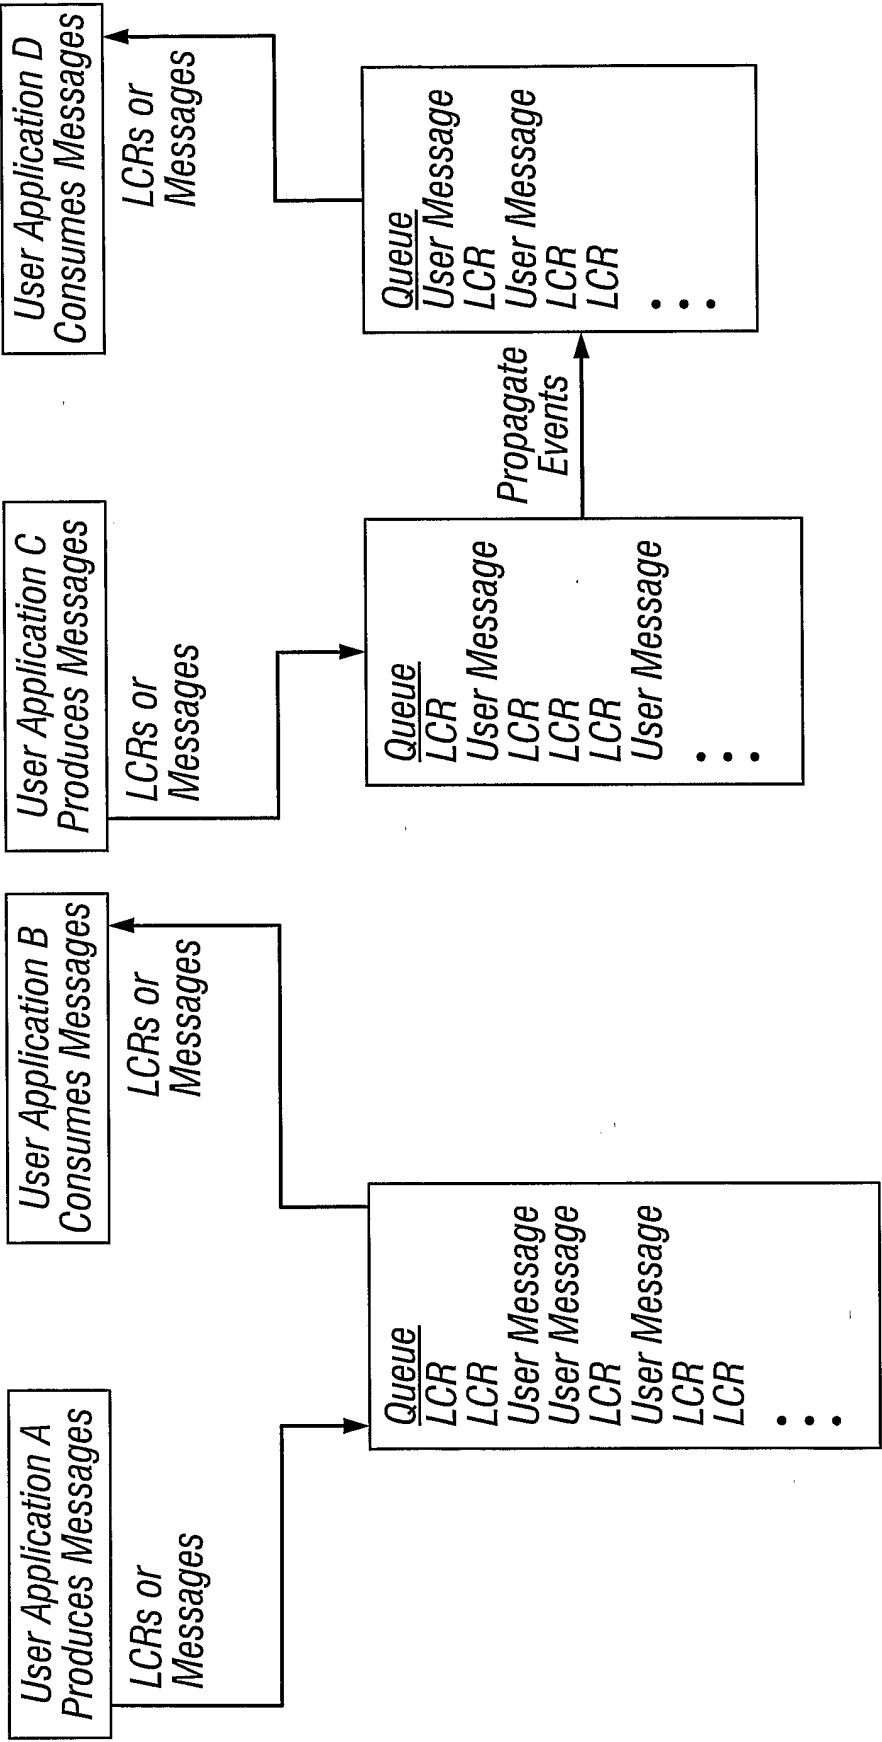 User Application A
Produces Messages
LCRs or
Messages
Queue
LCR
LCR
User Message
User Message
LCR
User Message
LCR
LCR
• • •
User Application B
Consumes Messages
LCRs or
Messages
User Application C
Produces Messages
LCRs or
Messages
Queue
LCR
User Message
LCR
LCR
LCR
User Message
• • •
Propagate
Events
Queue
User Message
LCR
User Message
LCR
LCR
• • •
User Application D
Consumes Messages
LCRs or
Messages